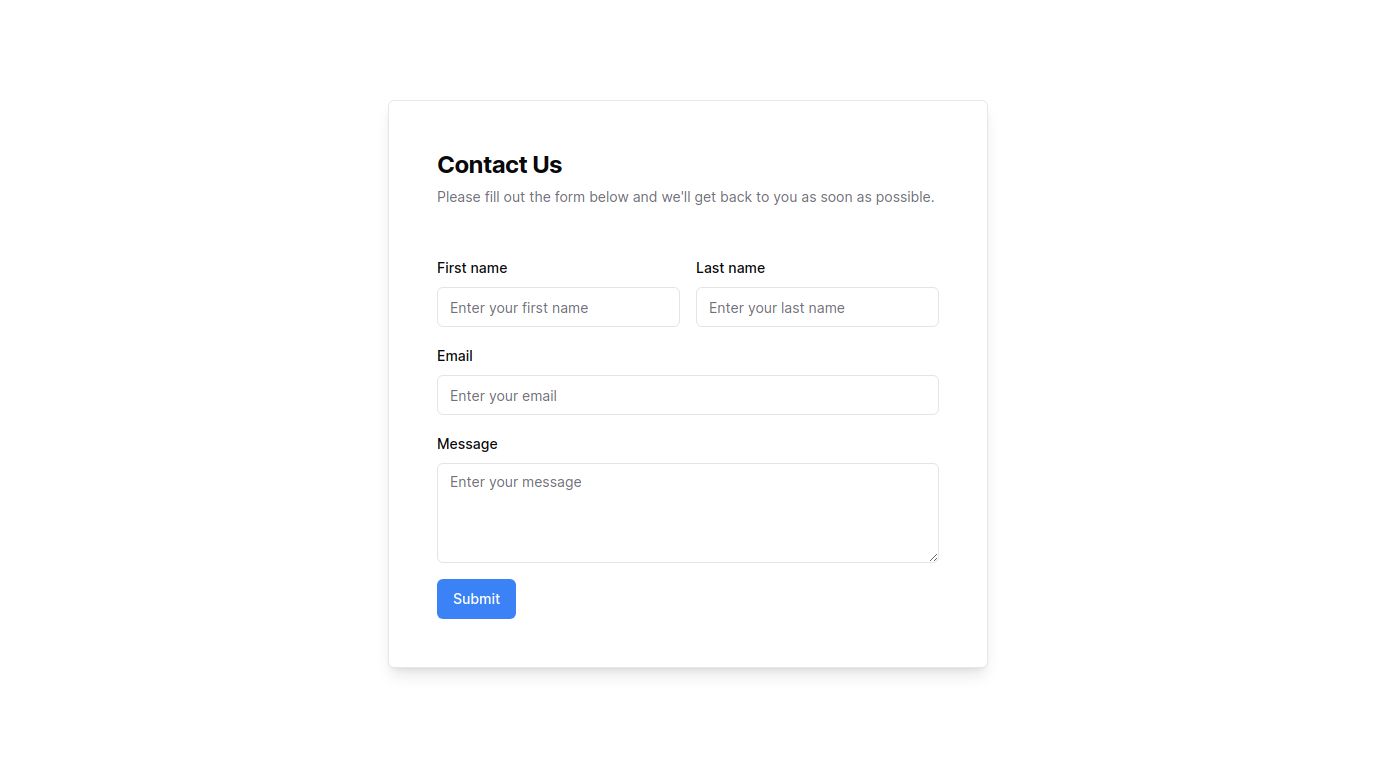 Contact Us
Please fill out the form below and we'll get back to you as soon as possible.
First name
Last name
Enter your first name
Enter your last name
Email
Enter your email
Message
Enter your message
Submit